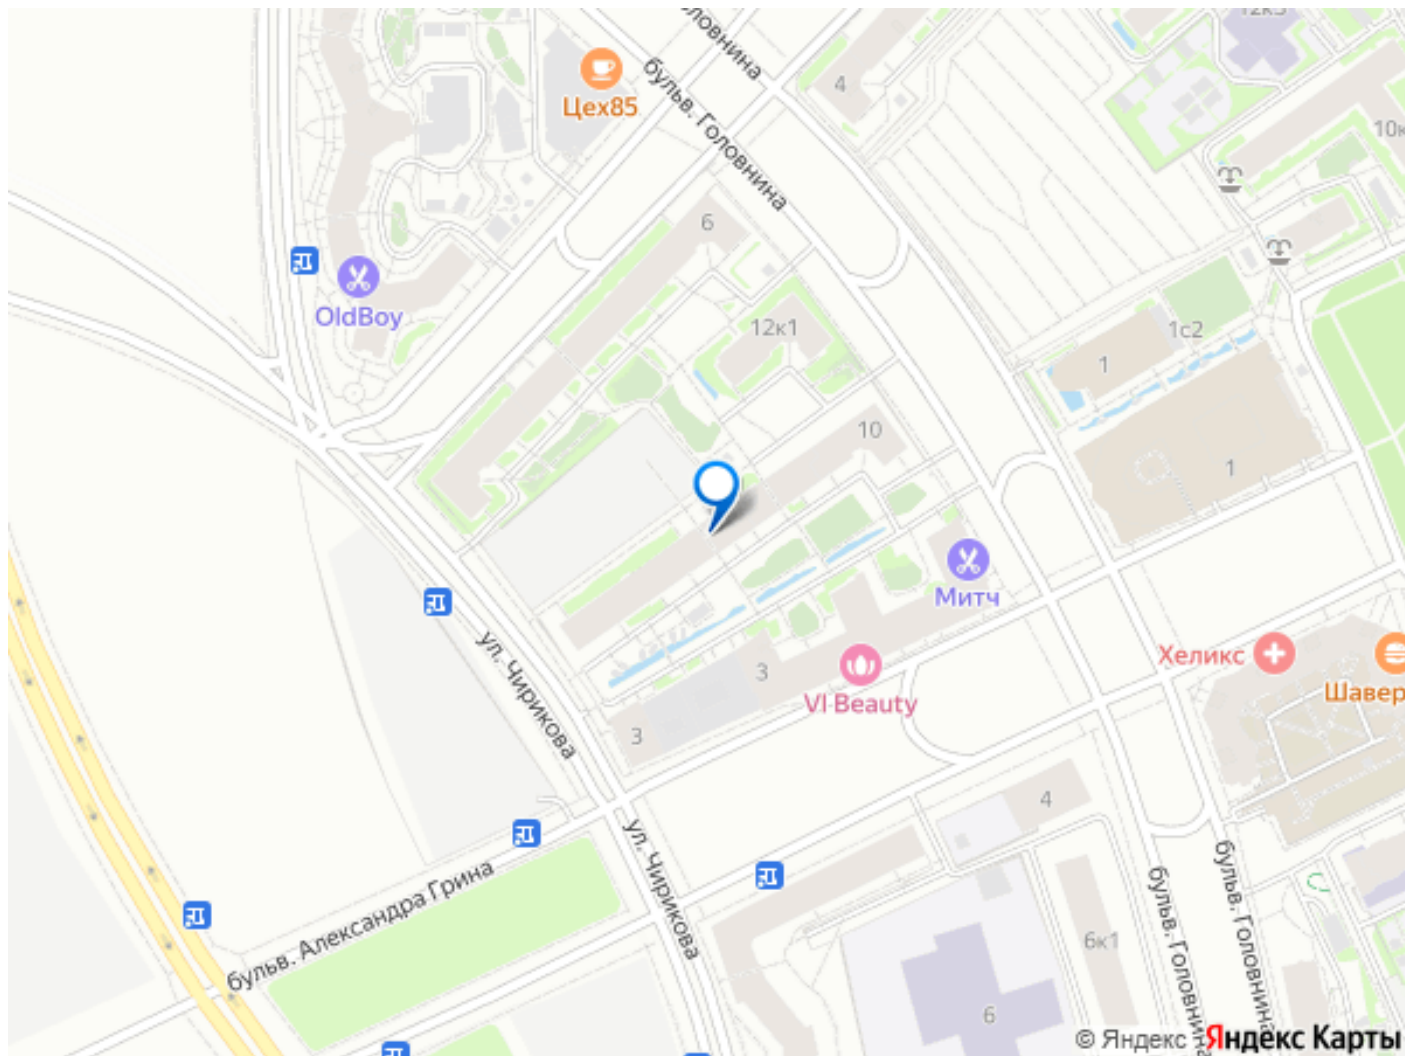 12к3
Головнина
бульв. Головнина
4
Цех85
10к
6
OldBoy
12к1
1с2
1
10
1
Митч
ул. Чирикова
3
VI Beauty
Хеликс
Шавер
3
4
ул. Чирикова
бульв. Александра Грина
бульв. Головнина
бульв. Головнина
6к1
6
© Яндекс Яндекс Карты